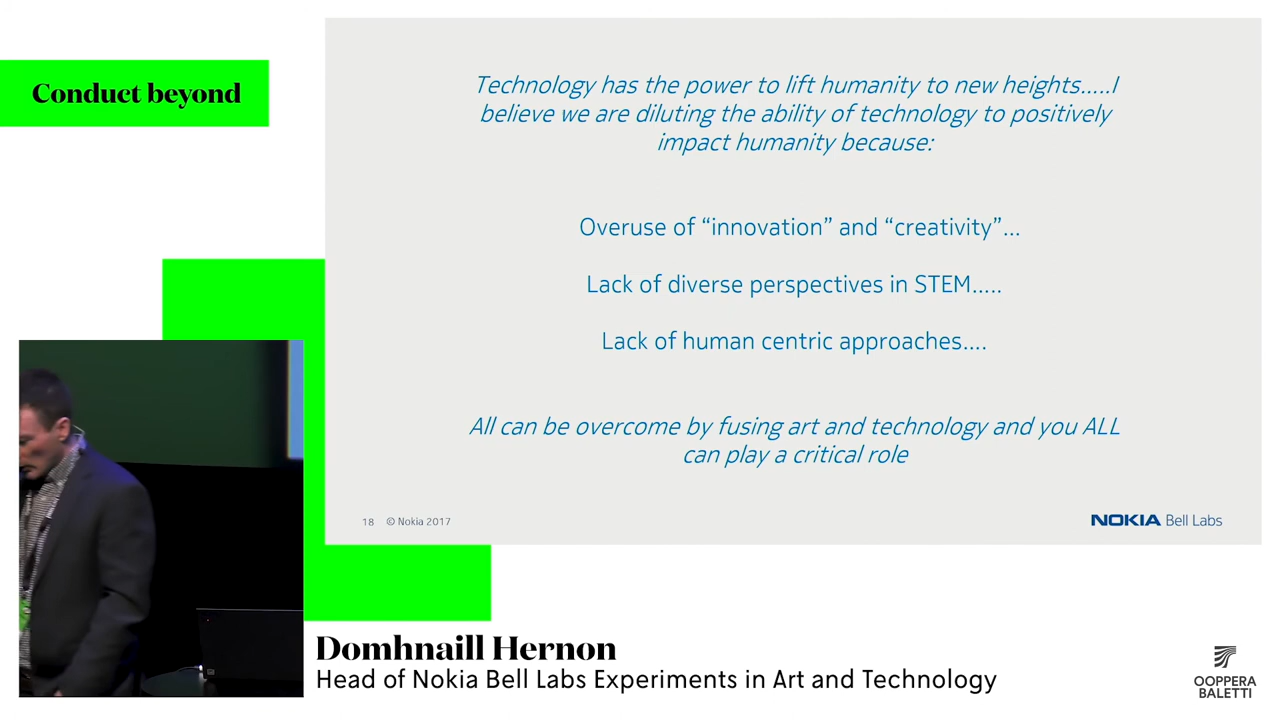 Conduct beyond
Technology has the power to lift humanity to new heights.....I
believe we are diluting the ability of technology to positively
impact humanity because:
Overuse of “innovation” and “creativity”...
Lack of diverse perspectives in STEM.....
Lack of human centric approaches....
All can be overcome by fusing art and technology and you ALL
can play a critical role
18 © Nokia 2017
NOKIA Bell Labs
Domhnaill Hernon
Head of Nokia Bell Labs Experiments in Art and Technology
OOPPERA
BALETTI